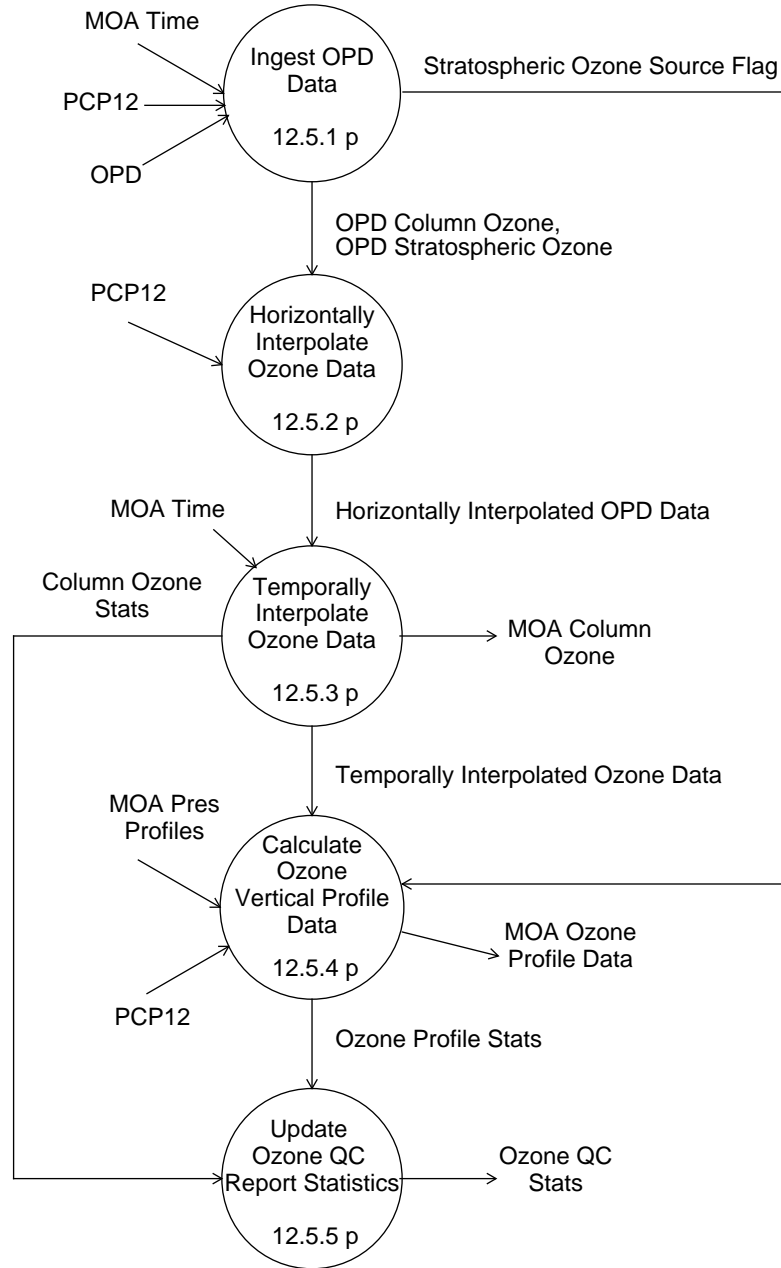 MOA Time
PCP12
OPD
Ingest OPD
Data
12.5.1 p
Stratospheric Ozone Source Flag
OPD Column Ozone,
OPD Stratospheric Ozone
PCP12
Horizontally
Interpolate
Ozone Data
12.5.2 p
Horizontally Interpolated OPD Data
MOA Time
Column Ozone
Stats
Temporally
Interpolate
Ozone Data
12.5.3 p
MOA Column
Ozone
Temporally Interpolated Ozone Data
MOA Pres
Profiles
Calculate
Ozone
Vertical Profile
Data
12.5.4 p
MOA Ozone
Profile Data
PCP12
Ozone Profile Stats
Update
Ozone QC
Report Statistics
12.5.5 p
Ozone QC
Stats